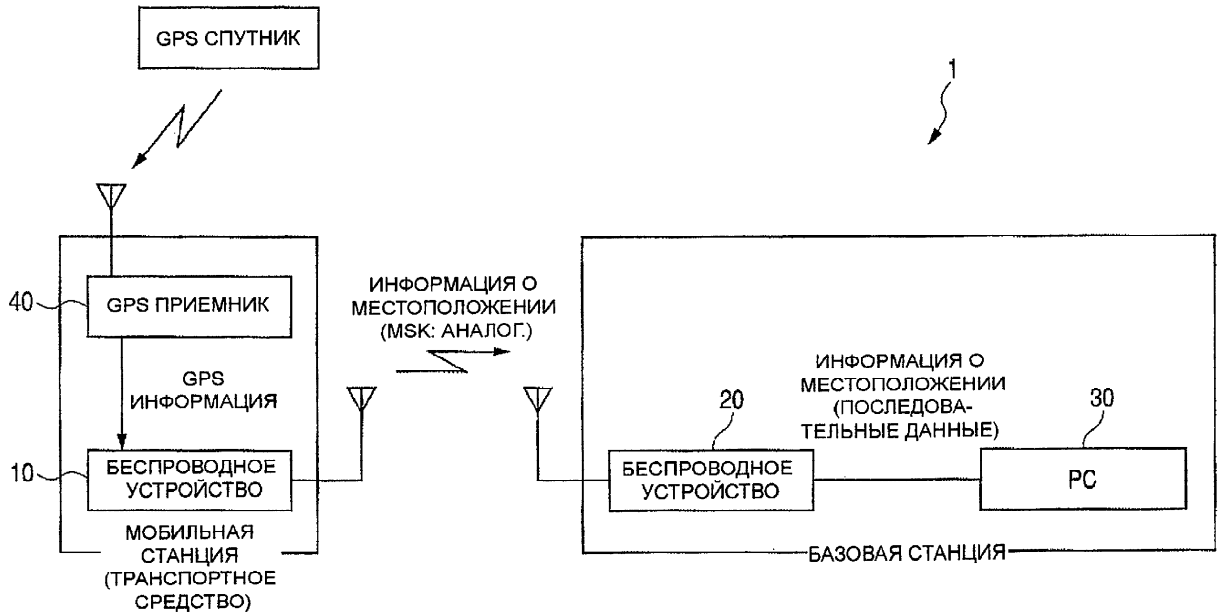 GPS СПУТНИК
1
40
GPS ПРИЕМНИК
GPS
ИНФОРМАЦИЯ
10
БЕСПРОВОДНОЕ
УСТРОЙСТВО
МОБИЛЬНАЯ
СТАНЦИЯ
(ТРАНСПОРТНОЕ
СРЕДСТВО)
ИНФОРМАЦИЯ О
МЕСТОПОЛОЖЕНИИ
(MSK: АНАЛОГ.)
20
БЕСПРОВОДНОЕ
УСТРОЙСТВО
ИНФОРМАЦИЯ О
МЕСТОПОЛОЖЕНИИ
(ПОСЛЕДОВА-
ТЕЛЬНЫЕ ДАННЫЕ)
30
PC
БАЗОВАЯ СТАНЦИЯ